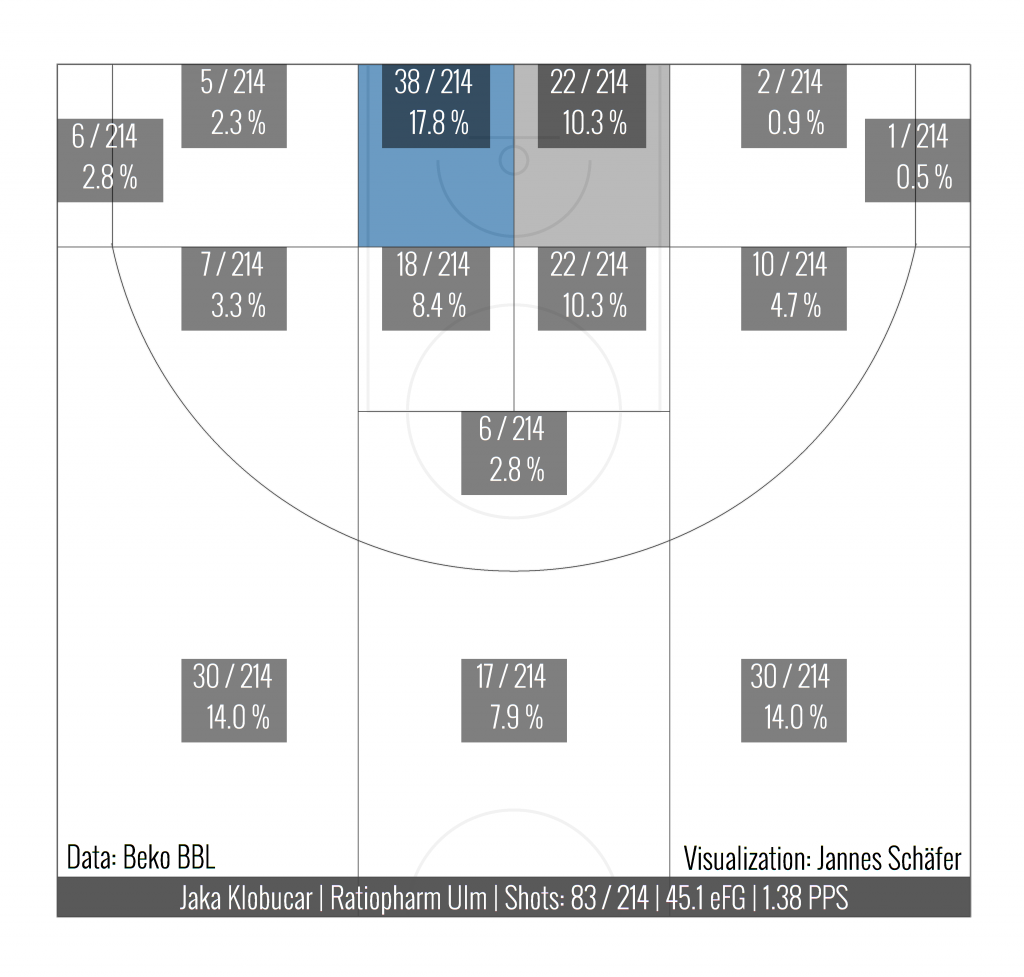 5 / 214
2.3 %
38 / 214
17.8 %
22 / 214
10.3 %
2 / 214
0.9 %
6 / 214
2.8 %
1 / 214
0.5 %
7 / 214
3.3 %
18 / 214
8.4 %
22 / 214
10.3 %
10 / 214
4.7 %
6 / 214
2.8 %
30 / 214
14.0 %
17 / 214
7.9 %
30 / 214
14.0 %
Data: Beko BBL
Visualization: Jannes Schäfer
Jaka Klobucar | Ratiopharm Ulm | Shots: 83 / 214 | 45.1 eFG | 1.38 PPS